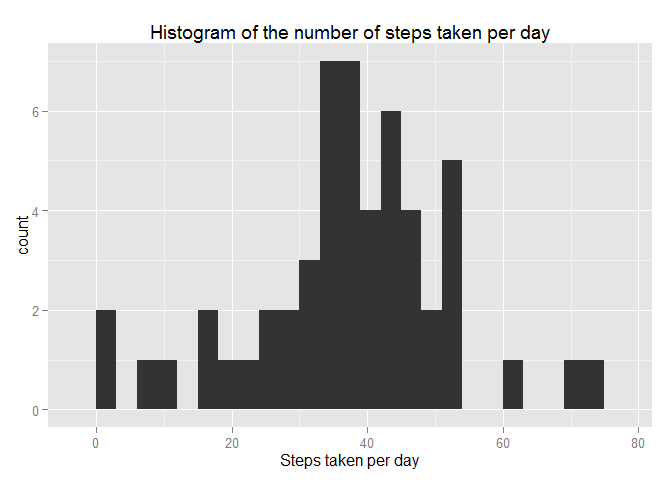 Histogram of the number of steps taken per day
6
4
2
0
count
0 20 40 60 80
Steps taken per day